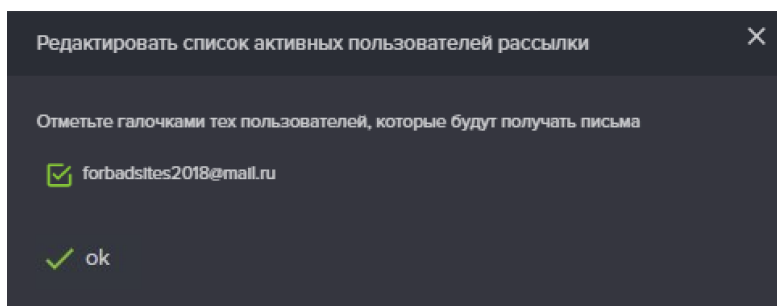 Редактировать список активных пользователей рассылки
Отметьте галочками тех пользователей, которые будут получать письма
forbadsites2018@mail.ru
ok